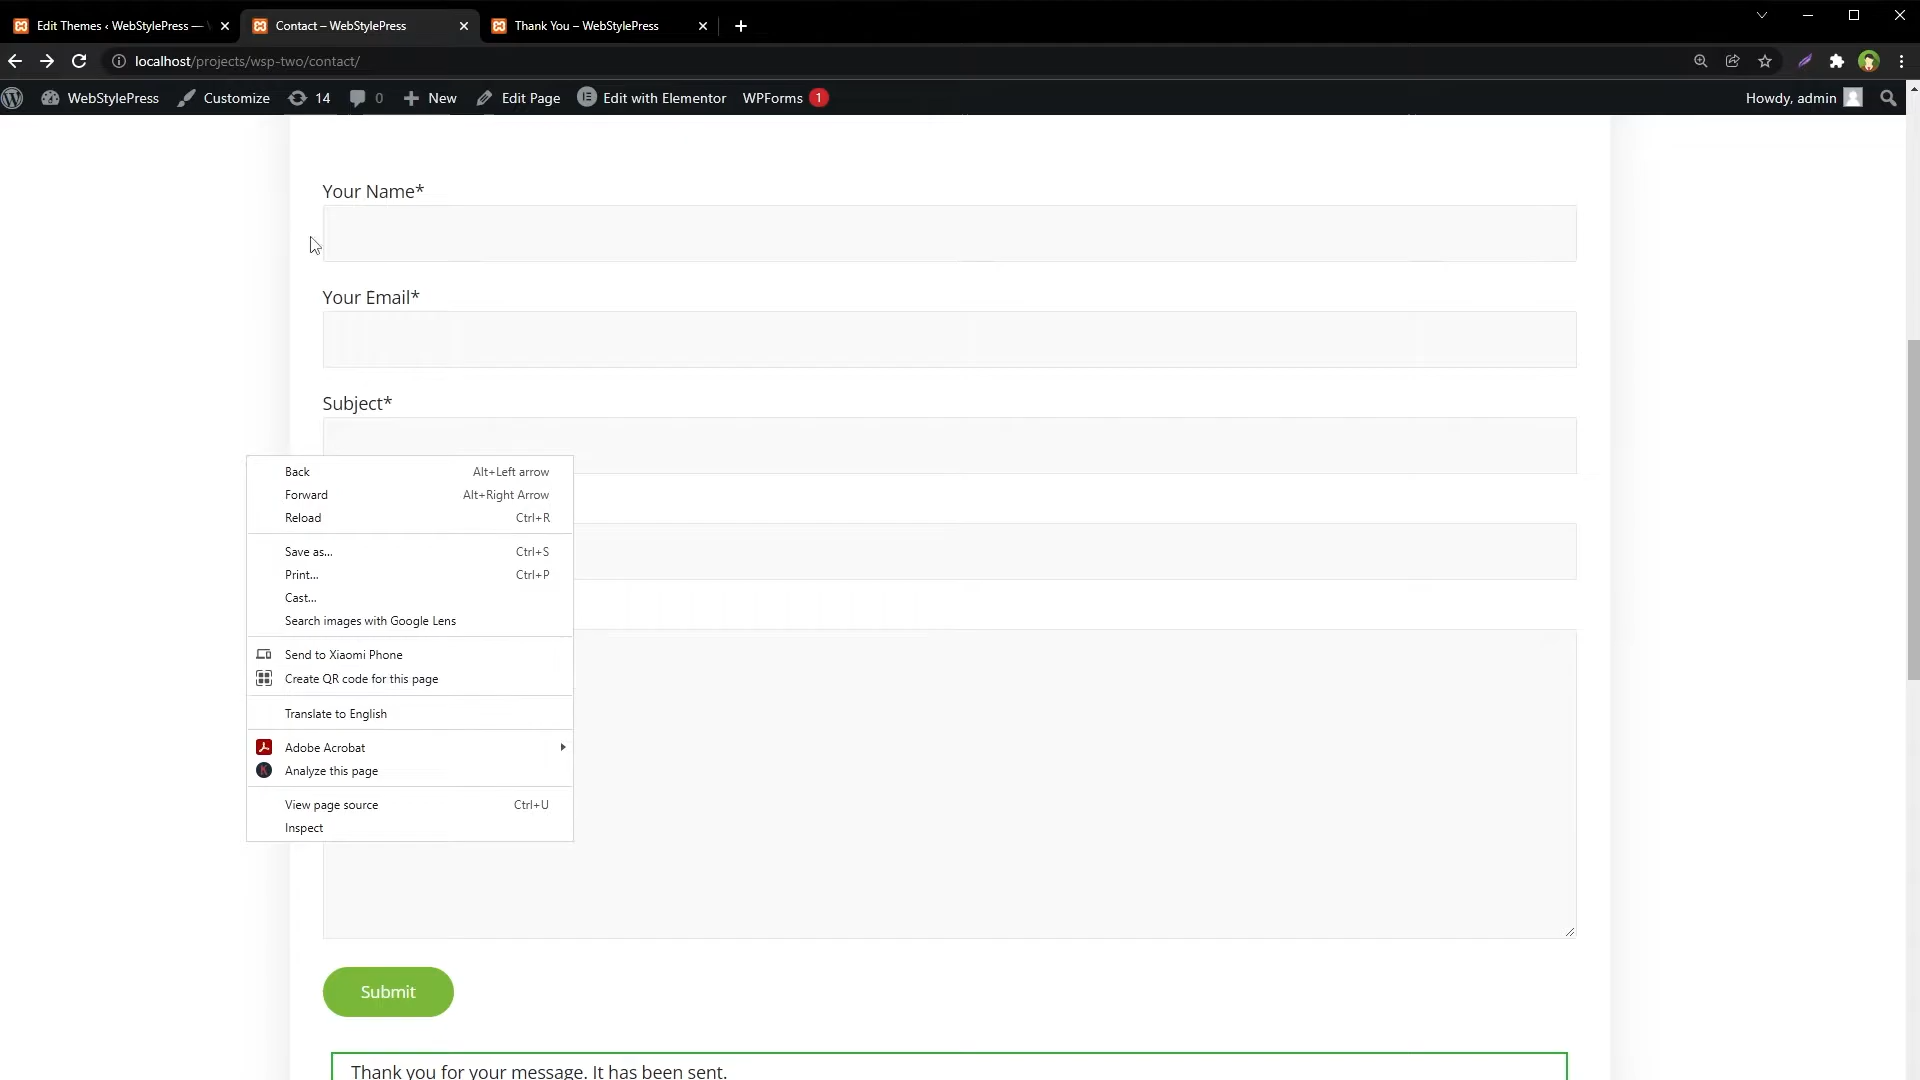 Edit Themes ‹ WebStylePress —
Contact – WebStylePress
Thank You – WebStylePress
localhost/projects/wsp-two/contact/
WebStylePress
Customize
14
0
New
Edit Page
Edit with Elementor
WPForms 1
Howdy, admin
Your Name*
Your Email*
Subject*
Back Alt+Left arrow
Forward Alt+Right Arrow
Reload Ctrl+R
Save as... Ctrl+S
Print... Ctrl+P
Cast...
Search images with Google Lens
Send to Xiaomi Phone
Create QR code for this page
Translate to English
Adobe Acrobat
Analyze this page
View page source Ctrl+U
Inspect
Submit
Thank you for your message. It has been sent.